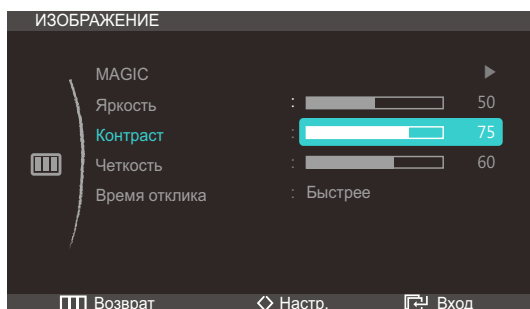 ИЗОБРАЖЕНИЕ
MAGIC
Яркость : 50
Контраст : 75
Четкость : 60
Время отклика : Быстрее
Возврат Настр. Вход